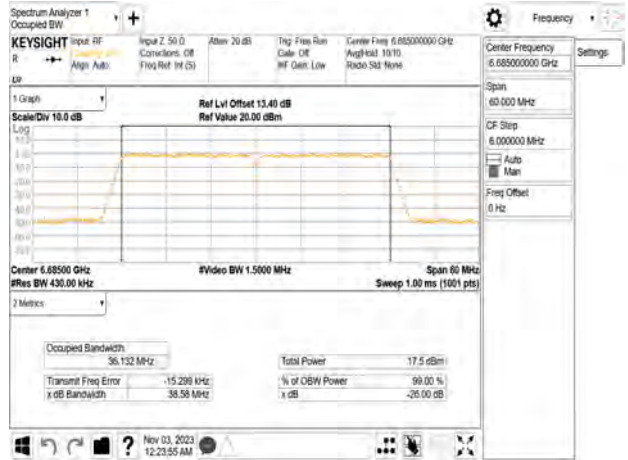 Spectrum Analyzer 1
Occupied BW
+
Frequency
KEYSIGHT
R
Input: RF
Align: Auto
Input Z: 50 Ω
Corrections: Off
Freq Ref: Int (S)
Atten: 20 dB
Trig: Free Run
Gate: Off
#IF Gain: Low
Center Freq: 6.685000000 GHz
Avg|Hold: 10/10
Radio Std: None
Center Frequency
6.685000000 GHz
Settings
Span
60.000 MHz
CF Step
6.000000 MHz
Auto
Man
Freq Offset
0 Hz
1 Graph
Scale/Div 10.0 dB
Ref Lvl Offset 13.40 dB
Ref Value 20.00 dBm
Log
Center 6.68500 GHz
#Res BW 430.00 kHz
#Video BW 1.5000 MHz
Span 60 MHz
Sweep 1.00 ms (1001 pts)
2 Metrics
Occupied Bandwidth
36.132 MHz
Total Power 17.5 dBm
Transmit Freq Error -15.299 kHz
% of OBW Power 99.00 %
x dB Bandwidth 38.58 MHz
x dB -26.00 dB
?
Nov 03, 2023
12:23:55 AM